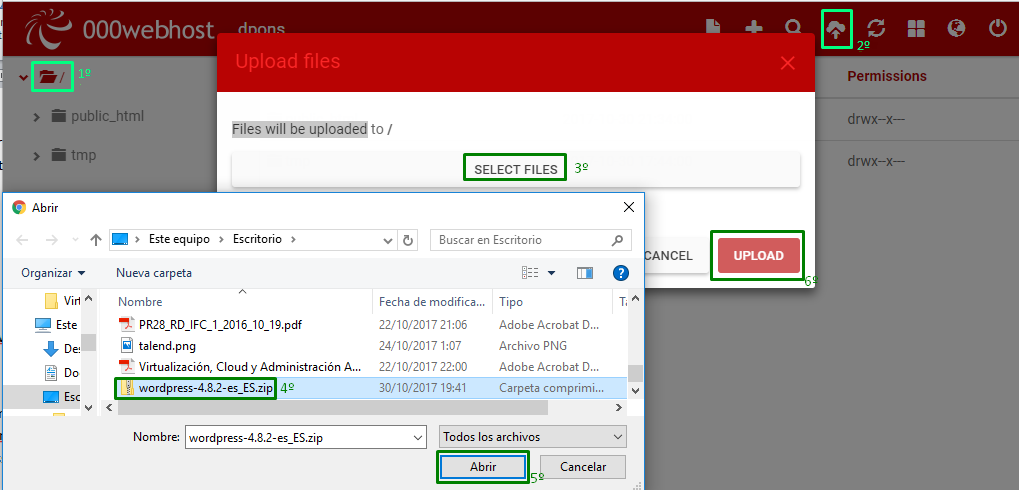 000webhost dpons
2º
1º /
public_html
tmp
Upload files
Files will be uploaded to /
SELECT FILES 3º
CANCEL UPLOAD
6º
Permissions
drwx--x---
drwx--x---
Abrir
Este equipo Escritorio
Buscar en Escritorio
Organizar Nueva carpeta
Nombre Fecha de modifica... Tipo
Virt
Este
Des
Do
Esc
PR28_RD_IFC_1_2016_10_19.pdf 22/10/2017 21:06 Adobe Acrobat D...
talend.png 24/10/2017 1:07 Archivo PNG
Virtualización, Cloud y Administración A... 22/10/2017 22:00 Adobe Acrobat D...
wordpress-4.8.2-es_ES.zip 4º 30/10/2017 19:41 Carpeta comprimi...
Nombre: wordpress-4.8.2-es_ES.zip Todos los archivos
Abrir Cancelar
5º